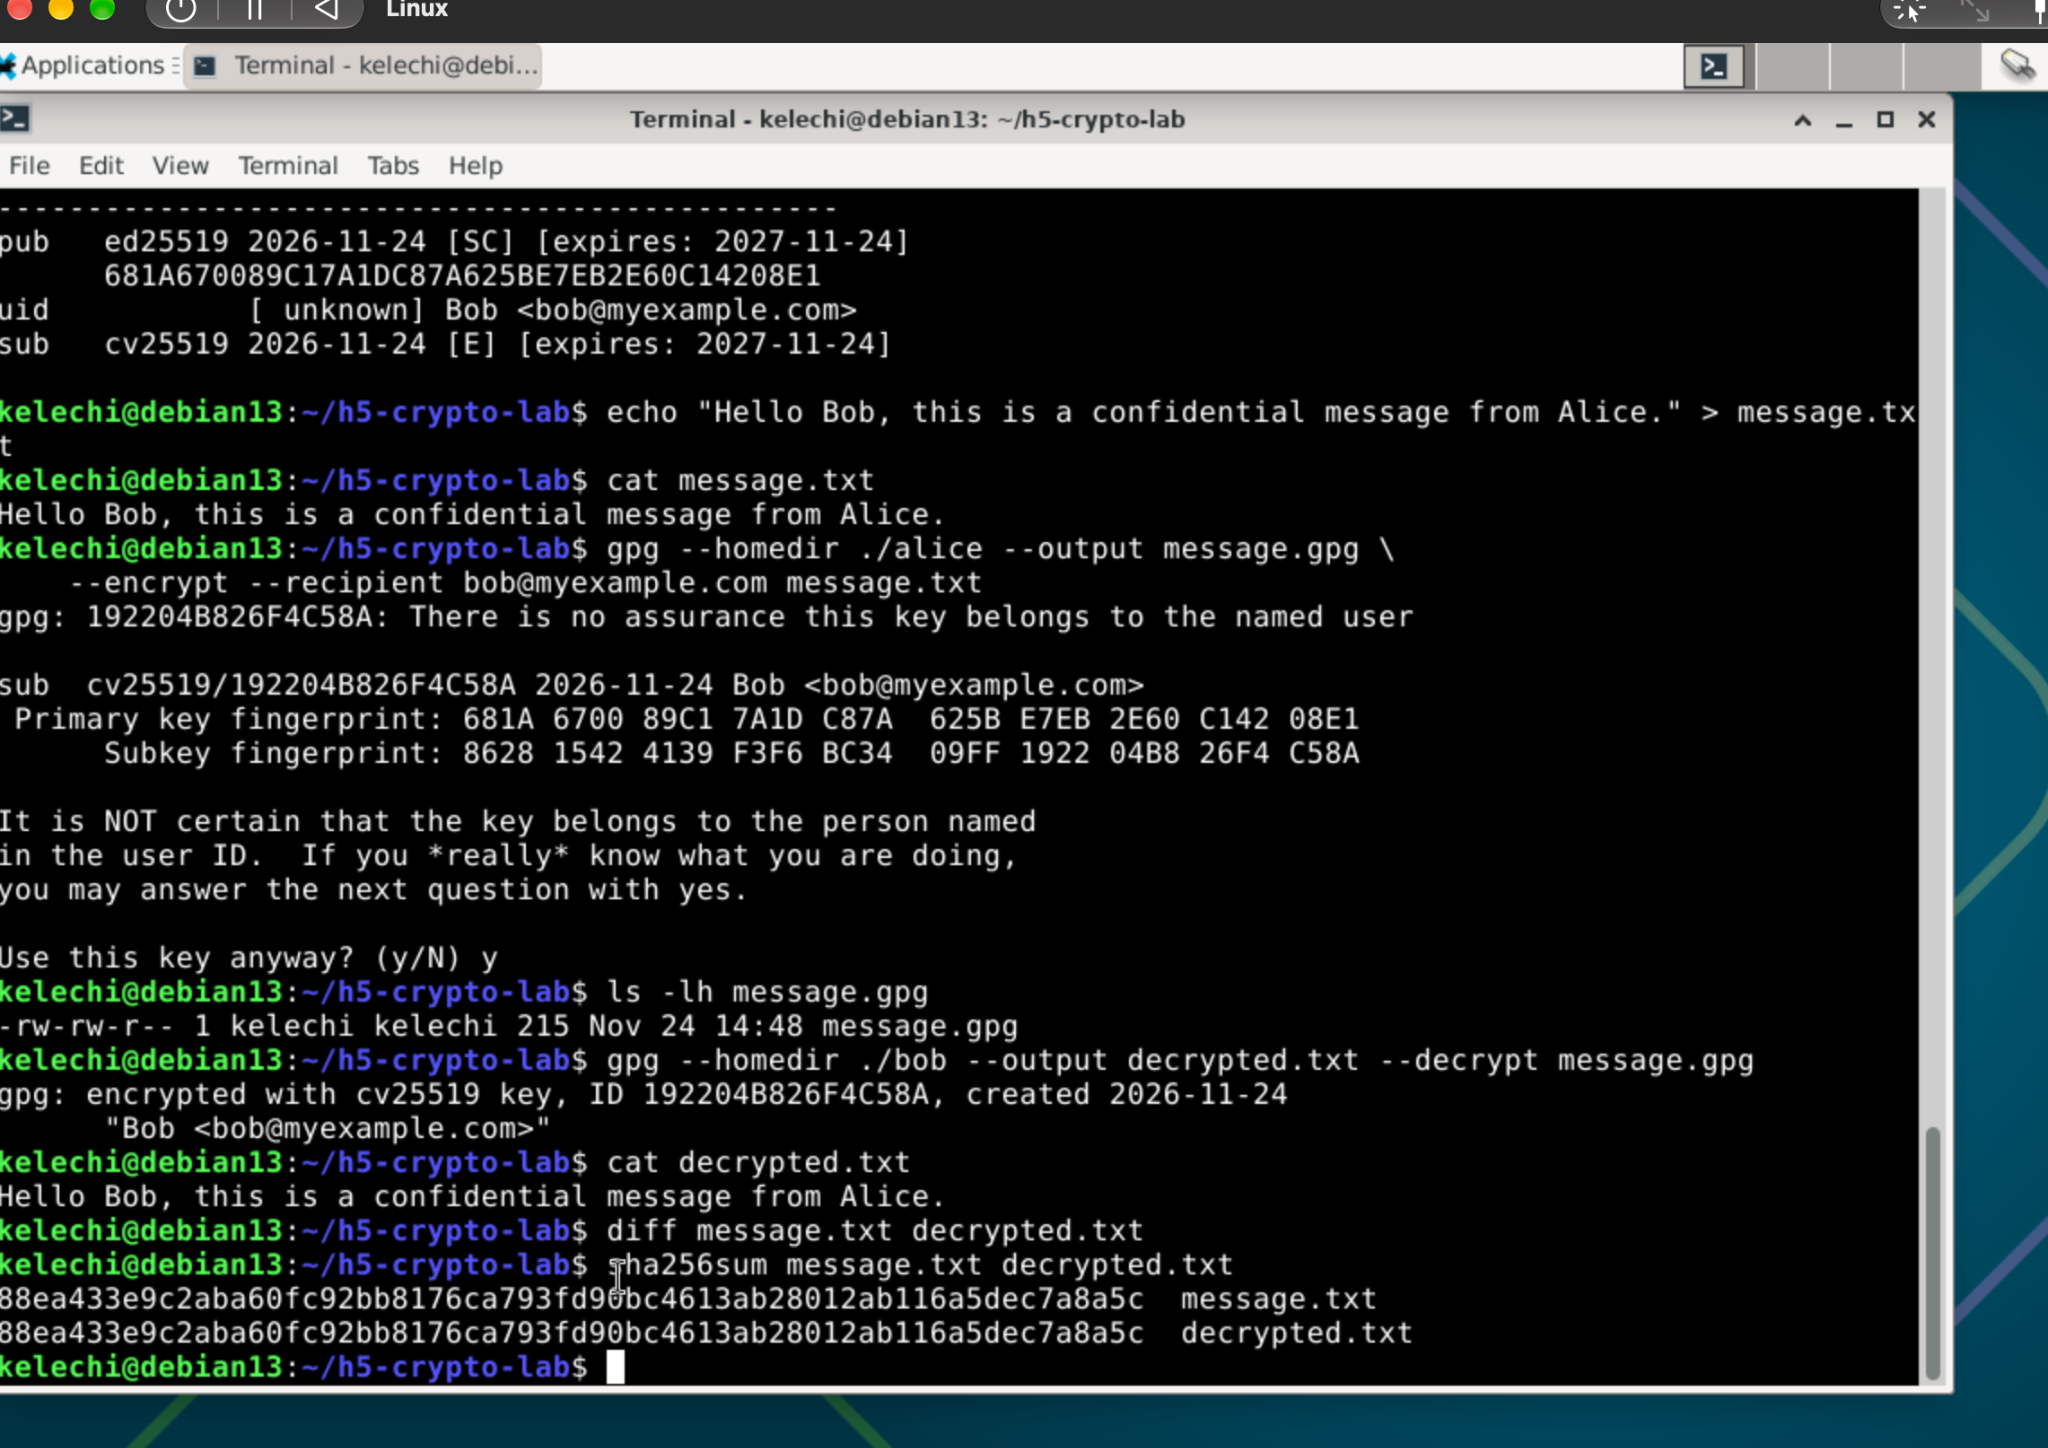 Linux
Applications
Terminal - kelechi@debi...
Terminal - kelechi@debian13: ~/h5-crypto-lab
File Edit View Terminal Tabs Help
-----------------------------------------------
pub   ed25519 2026-11-24 [SC] [expires: 2027-11-24]
      681A670089C17A1DC87A625BE7EB2E60C14208E1
uid           [ unknown] Bob <bob@myexample.com>
sub   cv25519 2026-11-24 [E] [expires: 2027-11-24]
kelechi@debian13:~/h5-crypto-lab$ echo "Hello Bob, this is a confidential message from Alice." > message.tx
t
kelechi@debian13:~/h5-crypto-lab$ cat message.txt
Hello Bob, this is a confidential message from Alice.
kelechi@debian13:~/h5-crypto-lab$ gpg --homedir ./alice --output message.gpg \
    --encrypt --recipient bob@myexample.com message.txt
gpg: 192204B826F4C58A: There is no assurance this key belongs to the named user
sub  cv25519/192204B826F4C58A 2026-11-24 Bob <bob@myexample.com>
 Primary key fingerprint: 681A 6700 89C1 7A1D C87A  625B E7EB 2E60 C142 08E1
      Subkey fingerprint: 8628 1542 4139 F3F6 BC34  09FF 1922 04B8 26F4 C58A
It is NOT certain that the key belongs to the person named
in the user ID.  If you *really* know what you are doing,
you may answer the next question with yes.
Use this key anyway? (y/N) y
kelechi@debian13:~/h5-crypto-lab$ ls -lh message.gpg
-rw-rw-r-- 1 kelechi kelechi 215 Nov 24 14:48 message.gpg
kelechi@debian13:~/h5-crypto-lab$ gpg --homedir ./bob --output decrypted.txt --decrypt message.gpg
gpg: encrypted with cv25519 key, ID 192204B826F4C58A, created 2026-11-24
      "Bob <bob@myexample.com>"
kelechi@debian13:~/h5-crypto-lab$ cat decrypted.txt
Hello Bob, this is a confidential message from Alice.
kelechi@debian13:~/h5-crypto-lab$ diff message.txt decrypted.txt
kelechi@debian13:~/h5-crypto-lab$ sha256sum message.txt decrypted.txt
88ea433e9c2aba60fc92bb8176ca793fd90bc4613ab28012ab116a5dec7a8a5c  message.txt
88ea433e9c2aba60fc92bb8176ca793fd90bc4613ab28012ab116a5dec7a8a5c  decrypted.txt
kelechi@debian13:~/h5-crypto-lab$